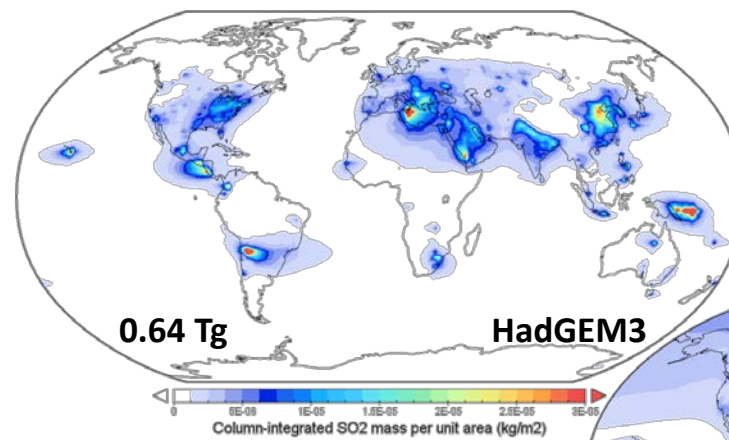 0.64 Tg HadGEM3
0 5E-06 1E-05 1.5E-05 2E-05 2.5E-05 3E-05
Column-integrated SO2 mass per unit area (kg/m2)